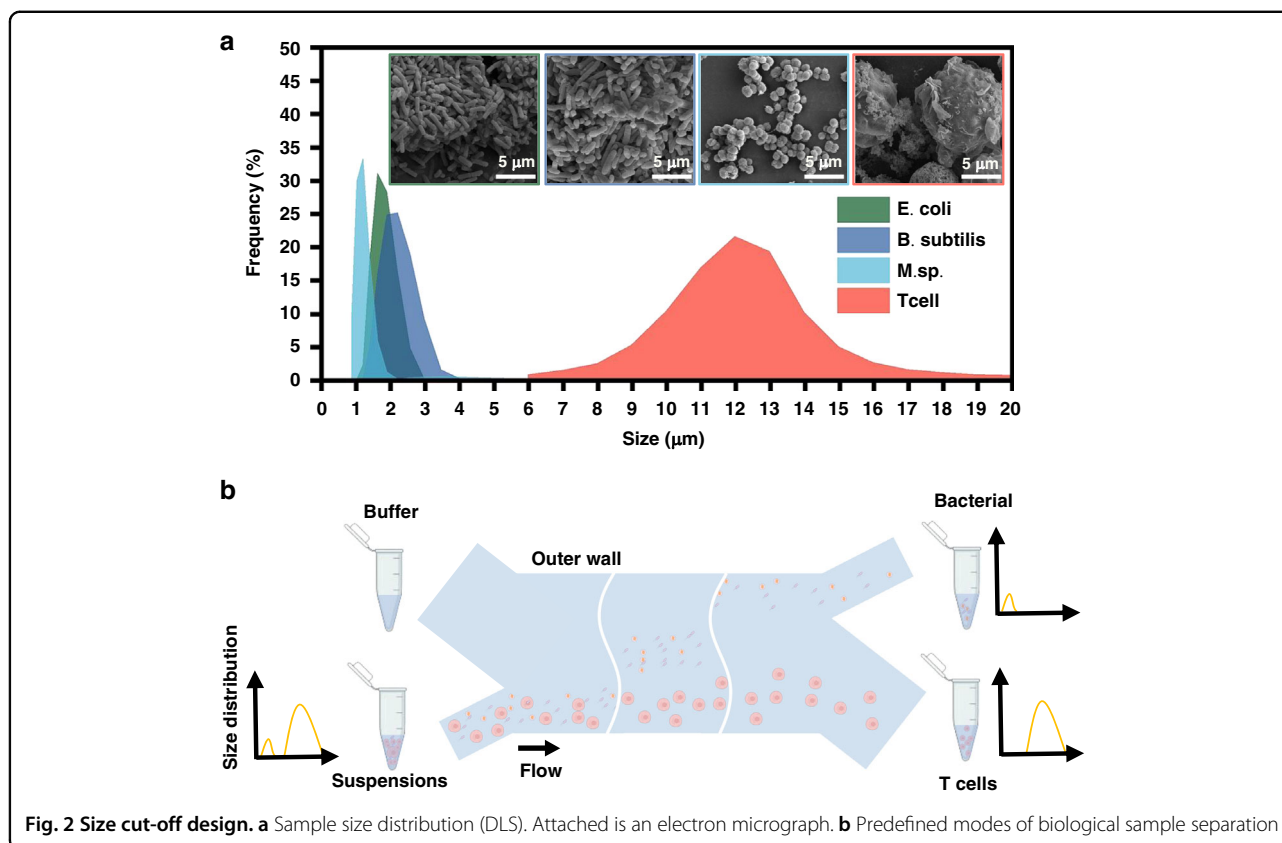 a
50
45
40
35
30
25
20
15
10
5
0
Frequency (%)
5 μm
5 μm
5 μm
5 μm
E. coli
B. subtilis
M.sp.
Tcell
0 1 2 3 4 5 6 7 8 9 10 11 12 13 14 15 16 17 18 19 20
Size (μm)
b
Buffer
Outer wall
Bacterial
Size distribution
Suspensions
Flow
T cells
Fig. 2 Size cut-off design. a Sample size distribution (DLS). Attached is an electron micrograph. b Predefined modes of biological sample separation